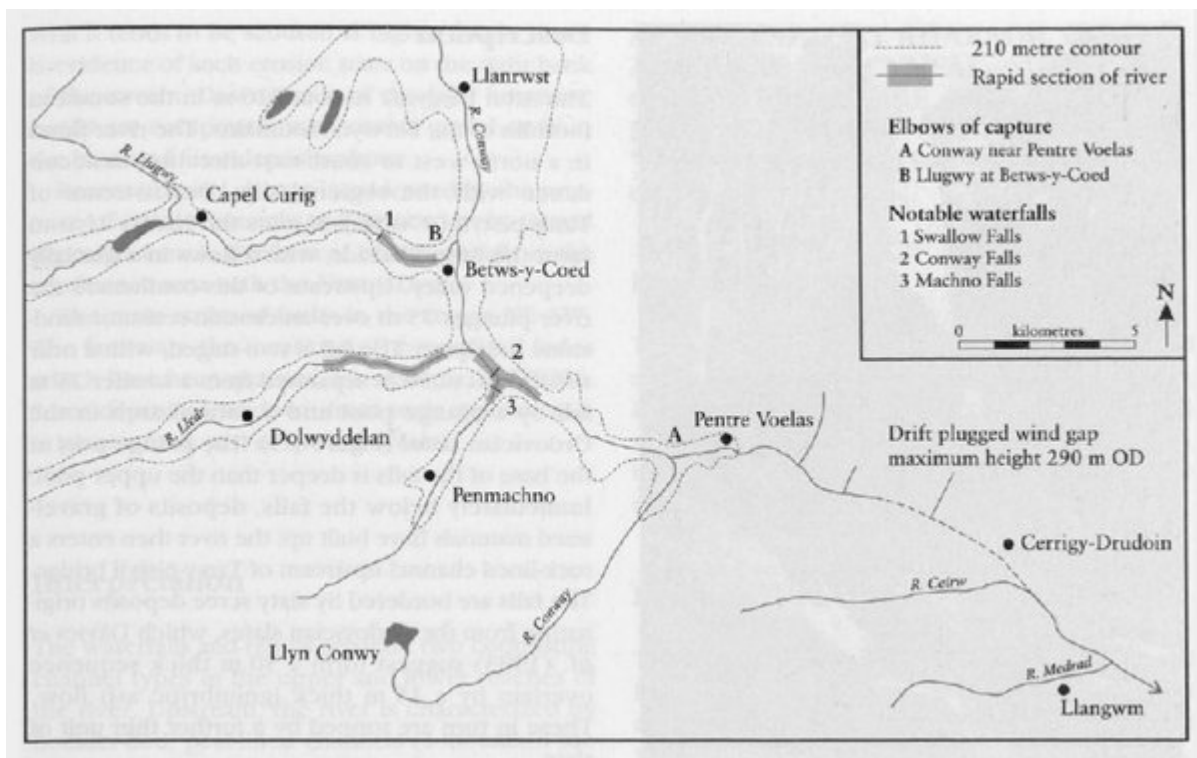 Llanrwst
R. Conway
R. Llugwy
Capel Curig
1
B
Betws-y-Coed
2
3
R. Lledr
Dolwyddelan
Penmachno
A
Pentre Voelas
Drift plugged wind gap
maximum height 290 m OD
Cerrigy-Drudoin
R. Ceirw
R. Conway
Llyn Conwy
R. Medrad
Llangwm
210 metre contour
Rapid section of river
Elbows of capture
A Conway near Pentre Voelas
B Llugwy at Betws-y-Coed
Notable waterfalls
1 Swallow Falls
2 Conway Falls
3 Machno Falls
N
0 kilometres 5